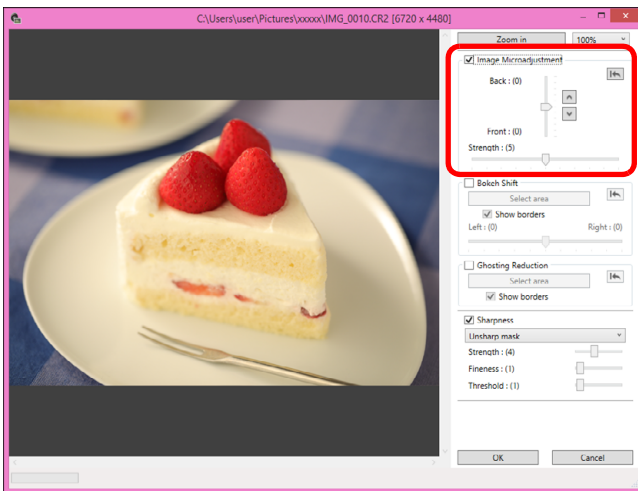 C:\Users\user\Pictures\xxxxx\IMG_0010.CR2 [6720 x 4480]
Zoom in 100%
Image Microadjustment
Back : (0)
Front : (0)
Strength : (5)
Bokeh Shift
Select area
Show borders
Left : (0) Right : (0)
Ghosting Reduction
Select area
Show borders
Sharpness
Unsharp mask
Strength : (4)
Fineness : (1)
Threshold : (1)
OK Cancel